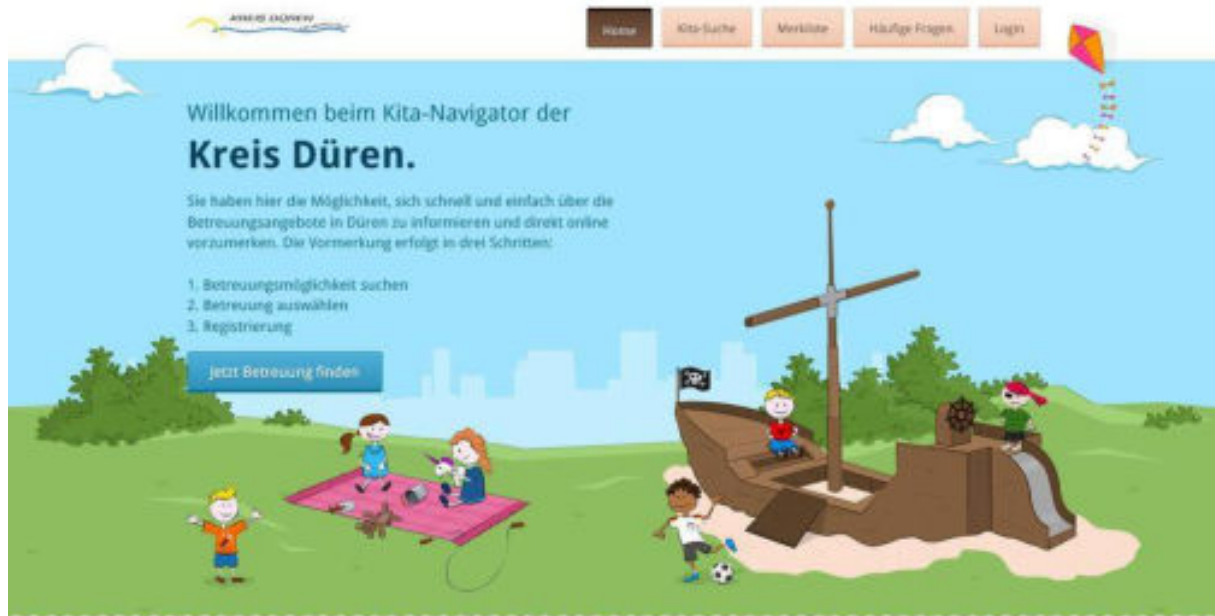 KREIS DÜREN
Home
Kita-Suche
Merkliste
Häufige Fragen
Login
Willkommen beim Kita-Navigator der
Kreis Düren.
Sie haben hier die Möglichkeit, sich schnell und einfach über die
Betreuungsangebote in Düren zu informieren und direkt online
vorzumerken. Die Vormerkung erfolgt in drei Schritten:
1. Betreuungsmöglichkeit suchen
2. Betreuung auswählen
3. Registrierung
Jetzt Betreuung finden